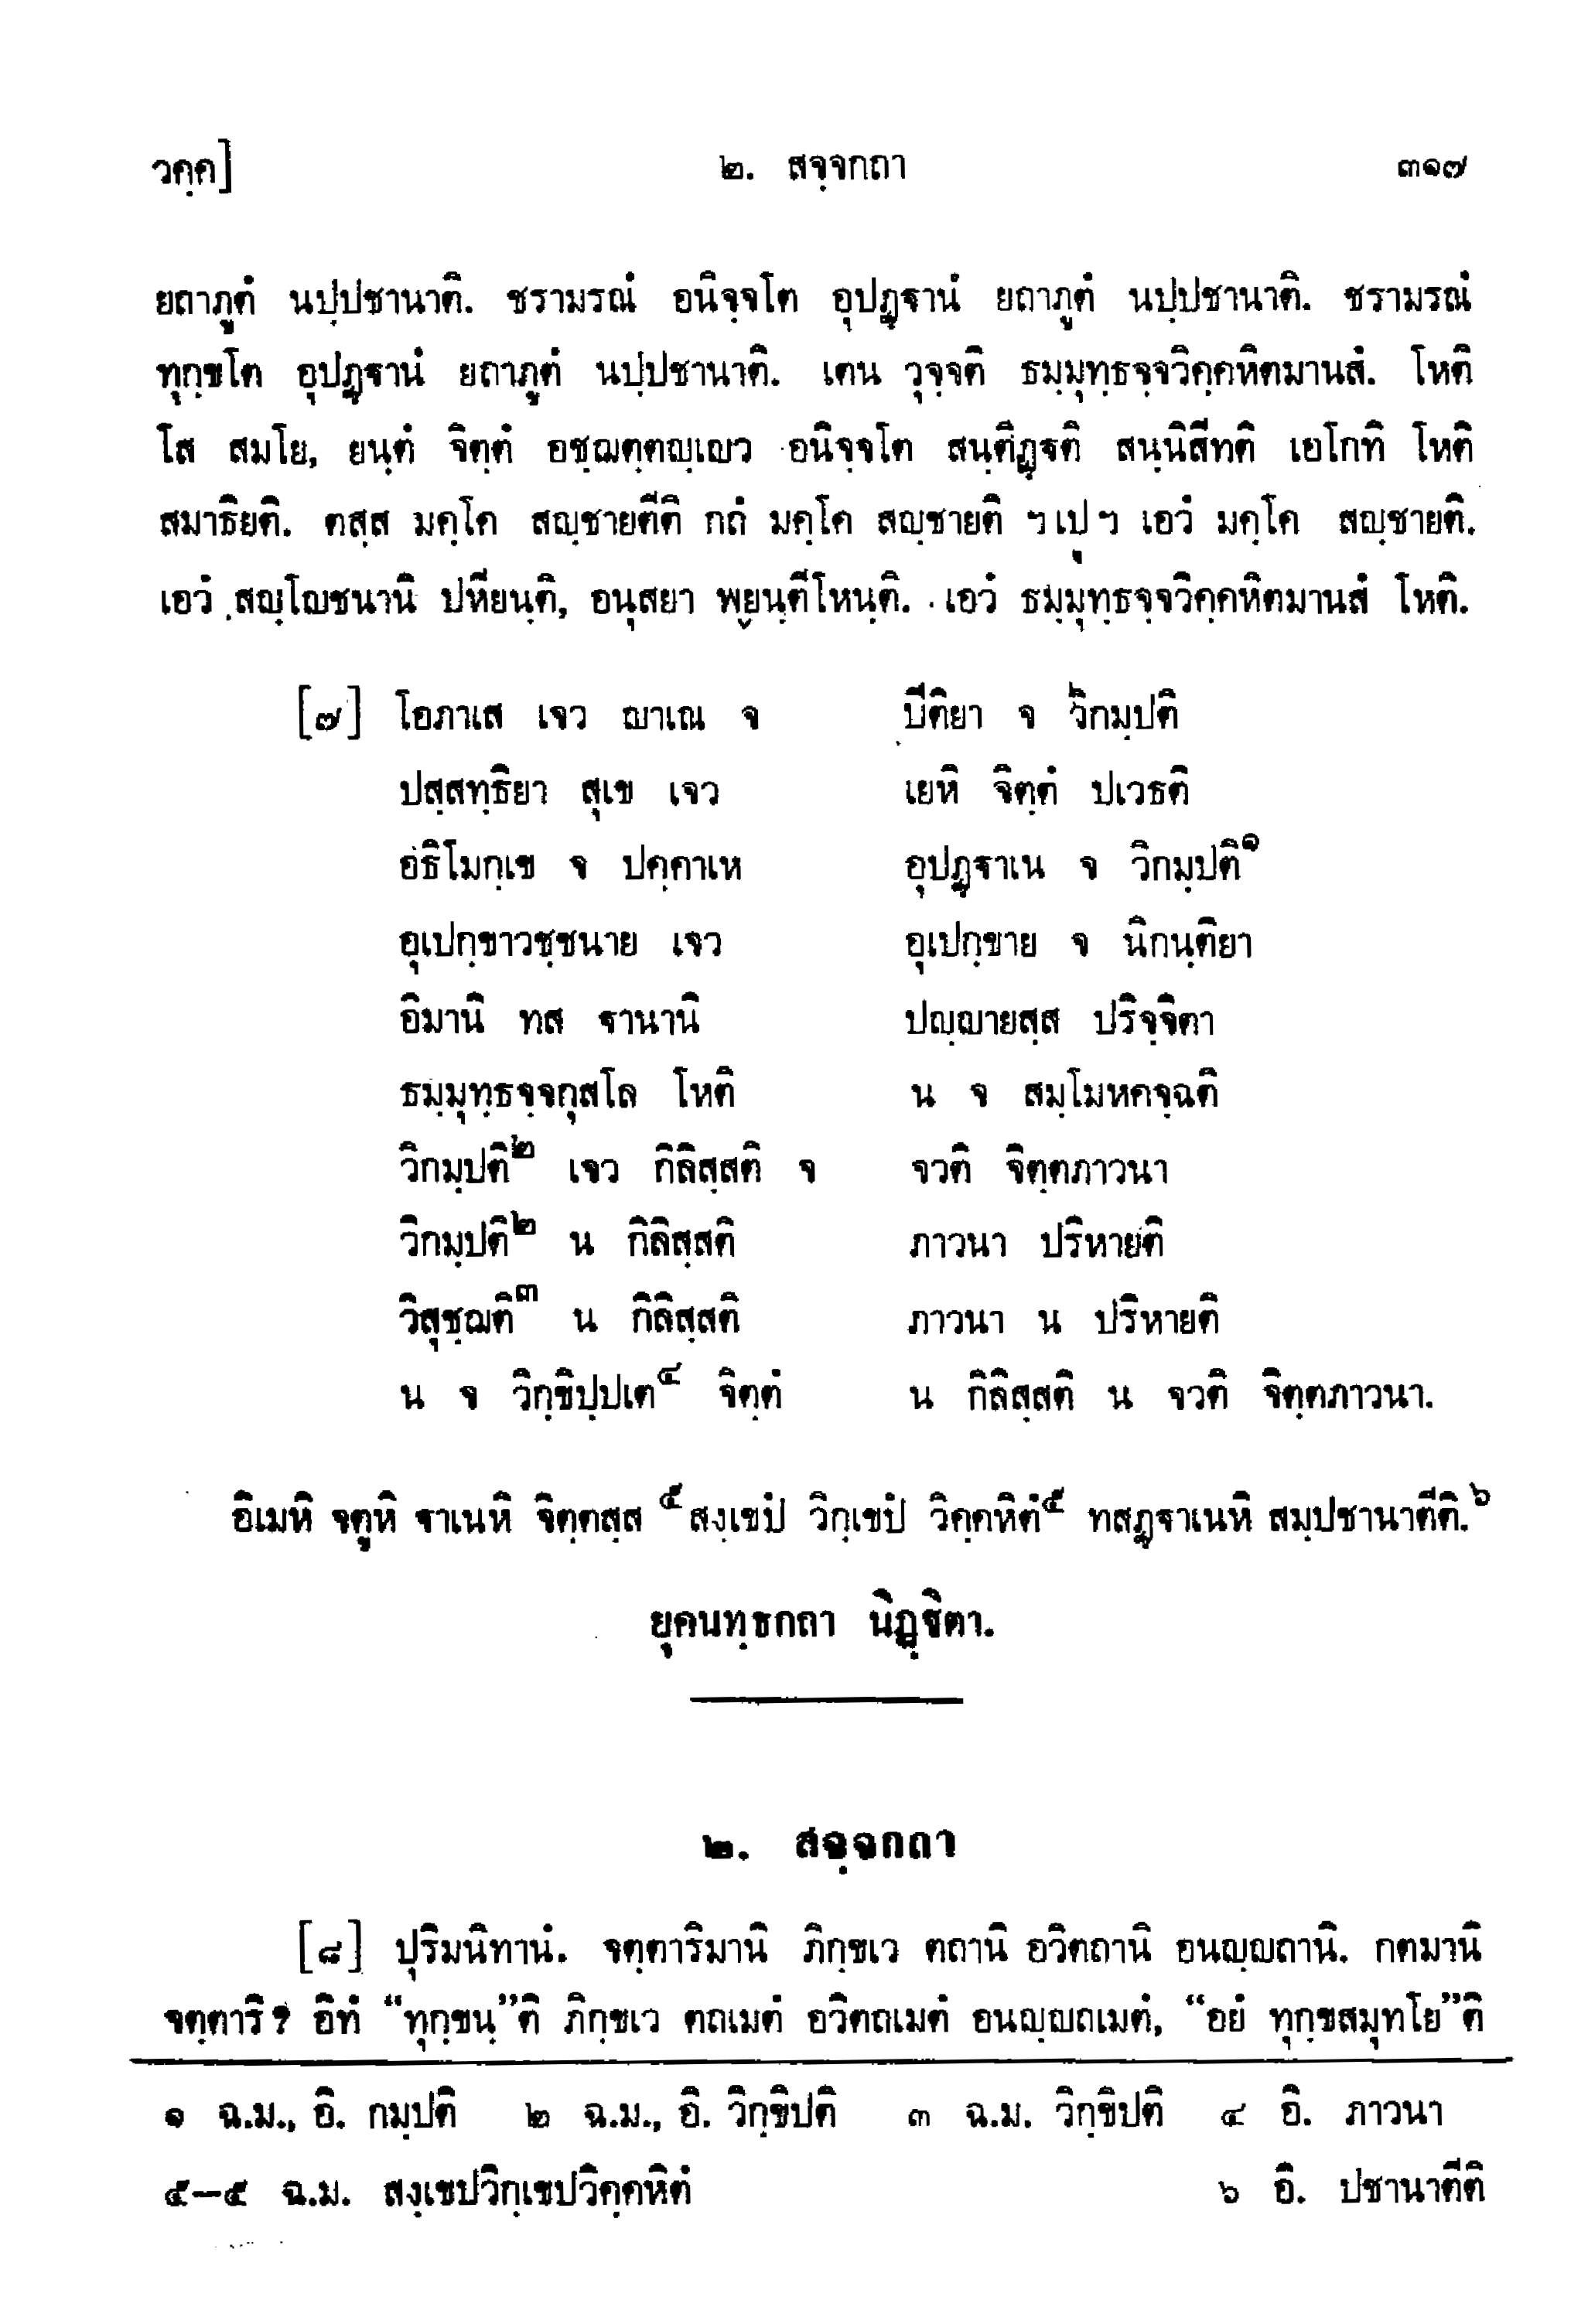 วคฺค] ๒. สจฺจกถา ๓๑๗
ยถาภูตํ นปฺปชานาติ. ชรามรณํ อนิจฺจโต อุปฏฺฐานํ ยถาภูตํ นปฺปชานาติ. ชรามรณํ
ทุกฺขโต อุปฏฺฐานํ ยถาภูตํ นปฺปชานาติ. เตน วุจฺจติ ธมฺมุทฺธจฺจวิคฺคหิตมานสํ. โหติ
โส สมโย, ยนฺตํ จิตฺตํ อชฺฌตฺตญฺเญว อนิจฺจโต สนฺตีฏฺฐติ สนฺนิสีทติ เอโกทิ โหติ
สมาธิยติ. ตสฺส มคฺโค สญฺชายตีติ กถํ มคฺโค สญฺชายติ ฯ เป ฯ เอวํ มคฺโค สญฺชายติ.
เอวํ สญฺโญชนานิ ปหียนฺติ, อนุสยา พฺยนฺตีโหนฺติ. เอวํ ธมฺมุทฺธจฺจวิคฺคหิตมานสํ โหติ.
[๗] โอภาเส เจว ญาเณ จ ปีติยา จ วิกมฺปติ
ปสฺสทฺธิยา สุเข เจว เยหิ จิตฺตํ ปเวธติ
อธิโมกฺเข จ ปคฺคาเห อุปฏฺฐาเน จ วิกมฺปติ๑
อุเปกฺขาวชฺชนาย เจว อุเปกฺขาย จ นิกนฺติยา
อิมานิ ทส ฐานานิ ปญฺญายสฺส ปริจฺจิตา
ธมฺมุทฺธจฺจกุสโล โหติ น จ สมฺโมหคจฺฉติ
วิกมฺปติ๒ เจว กิลิสฺสติ จ จวติ จิตฺตภาวนา
วิกมฺปติ๒ น กิลิสฺสติ ภาวนา ปริหายติ
วิสุชฺฌติ๓ น กิลิสฺสติ ภาวนา น ปริหายติ
น จ วิกฺขิปฺปเต๔ จิตฺตํ น กิลิสฺสติ น จวติ จิตฺตภาวนา.
อิเมหิ จตูหิ ฐาเนหิ จิตฺตสฺส ๕สงฺเขปํ วิกฺเขปํ วิคฺคหิตํ๕ ทสฏฺฐาเนหิ สมฺปชานาตีติ.๖
ยุคนทฺธกถา นิฏฺฐิตา.
๒. สจฺจกถา
[๘] ปุริมนิทานํ. จตฺตาริมานิ ภิกฺขเว ตถานิ อวิตถานิ อนญฺญถานิ. กตมานิ
จตฺตาริ? อิทํ “ทุกฺขนฺ”ติ ภิกฺขเว ตถเมตํ อวิตถเมตํ อนญฺญถเมตํ, “อยํ ทุกฺขสมุทโย”ติ
๑ ฉ.ม., อิ. กมฺปติ ๒ ฉ.ม., อิ. วิกฺขิปติ ๓ ฉ.ม. วิกฺขิปติ ๔ อิ. ภาวนา
๕-๕ ฉ.ม. สงฺเขปวิกฺเขปวิคฺคหิตํ ๖ อิ. ปชานาตีติ